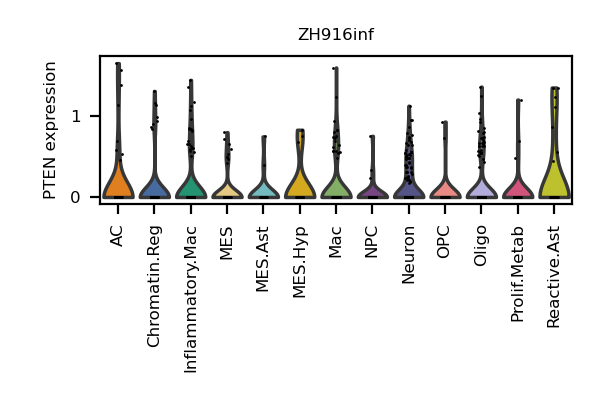 ZH916inf
PTEN expression
1
0
AC
Chromatin.Reg
Inflammatory.Mac
MES
MES.Ast
MES.Hyp
Mac
NPC
Neuron
OPC
Oligo
Prolif.Metab
Reactive.Ast